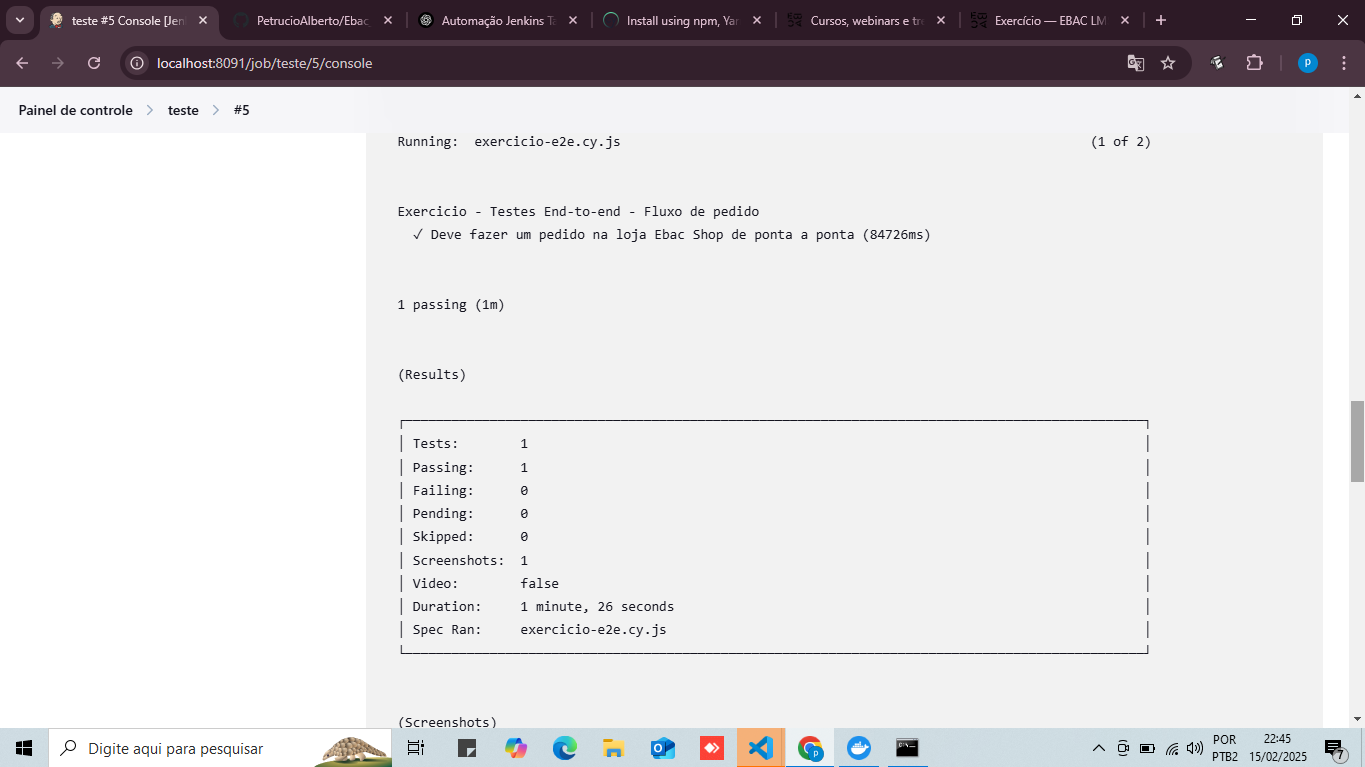 teste #5 Console [Jen
PetrucioAlberto/Ebac
Automação Jenkins Te
Install using npm, Yar
Cursos, webinars e tre
Exercício — EBAC LM
localhost:8091/job/teste/5/console
p
Painel de controle
teste
#5
Running: exercicio-e2e.cy.js (1 of 2)
Exercicio - Testes End-to-end - Fluxo de pedido
✓ Deve fazer um pedido na loja Ebac Shop de ponta a ponta (84726ms)
1 passing (1m)
(Results)
Tests: 1
Passing: 1
Failing: 0
Pending: 0
Skipped: 0
Screenshots: 1
Video: false
Duration: 1 minute, 26 seconds
Spec Ran: exercicio-e2e.cy.js
(Screenshots)
Digite aqui para pesquisar
POR
PTB2
22:45
15/02/2025
7